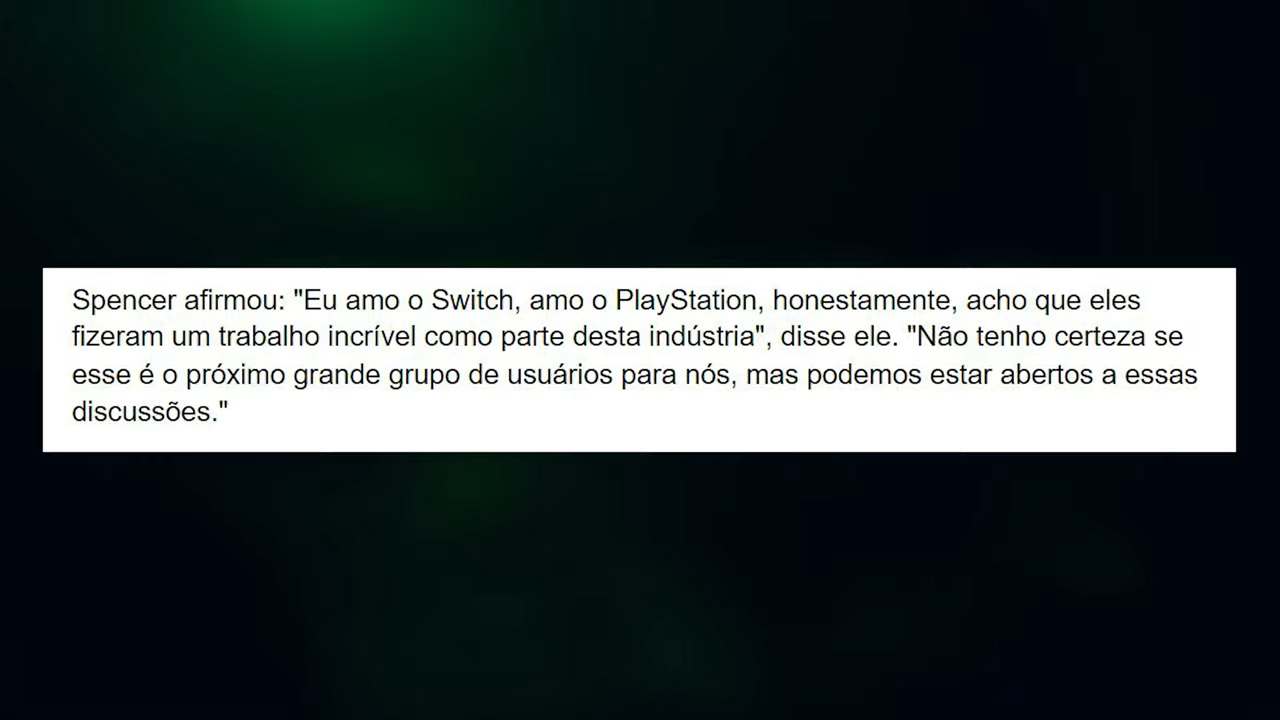 Spencer afirmou: "Eu amo o Switch, amo o PlayStation, honestamente, acho que eles
fizeram um trabalho incrível como parte desta indústria", disse ele. "Não tenho certeza se
esse é o próximo grande grupo de usuários para nós, mas podemos estar abertos a essas
discussões."